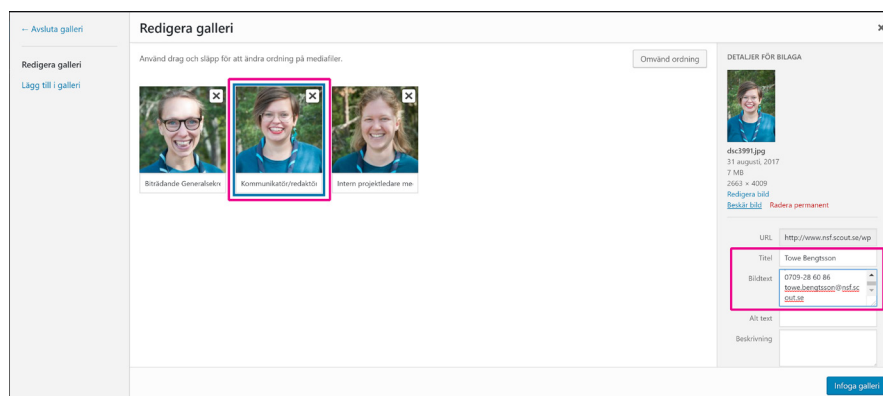 ← Avsluta galleri
Redigera galleri
Lägg till i galleri
Redigera galleri
Använd drag och släpp för att ändra ordning på mediafiler.
Omvänd ordning
Biträdande Generalsekre
Kommunikatör/redaktör
Intern projektledare me
DETALJER FÖR BILAGA
dsc3991.jpg
31 augusti, 2017
7 MB
2663 × 4009
Redigera bild
Beskär bild Radera permanent
URL http://www.nsf.scout.se/wp
Titel Towe Bengtsson
Bildtext 0709-28 60 86
towe.bengtsson@nsf.sc
out.se
Alt text
Beskrivning
Infoga galleri